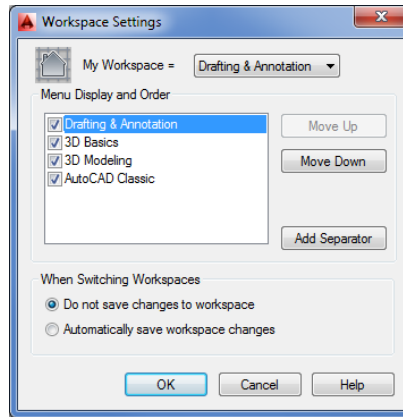 Workspace Settings
x
My Workspace = Drafting & Annotation
Menu Display and Order
Drafting & Annotation
Move Up
3D Basics
3D Modeling
Move Down
AutoCAD Classic
Add Separator
When Switching Workspaces
Do not save changes to workspace
Automatically save workspace changes
OK Cancel Help